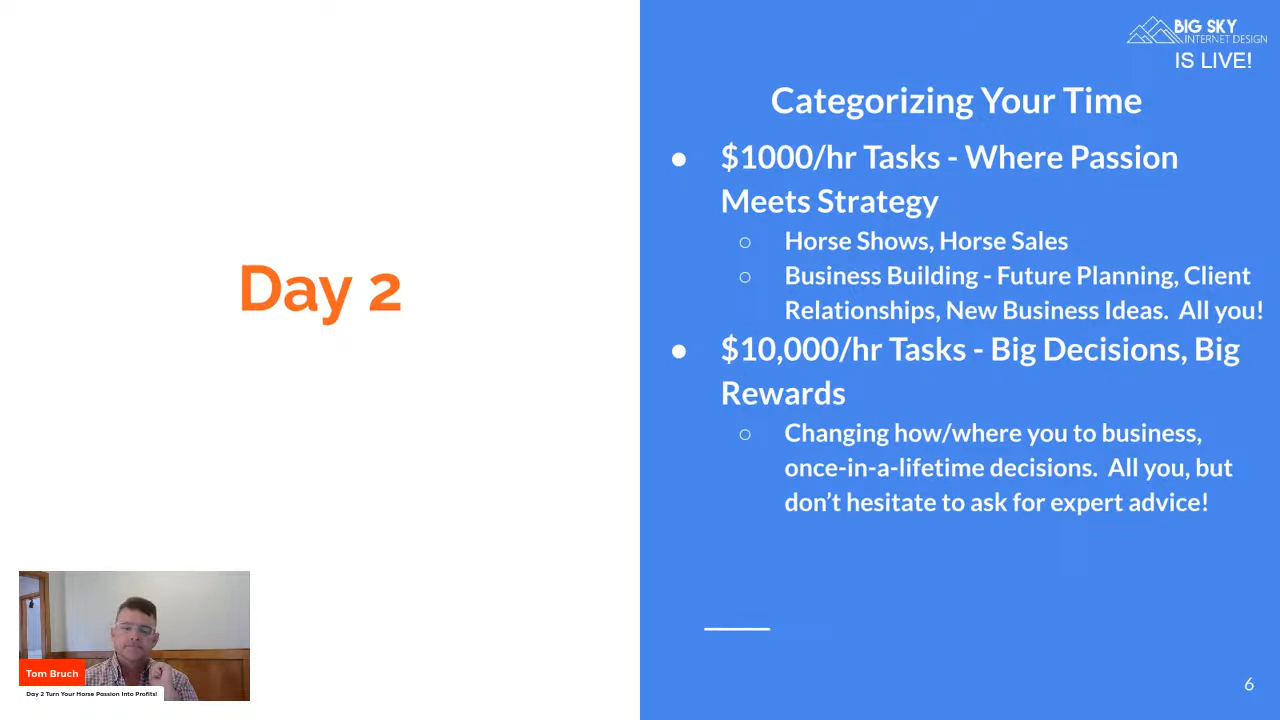 BIG SKY
INTERNET DESIGN
IS LIVE!
Categorizing Your Time
● $1000/hr Tasks - Where Passion
Meets Strategy
○ Horse Shows, Horse Sales
○ Business Building - Future Planning, Client
Relationships, New Business Ideas.  All you!
● $10,000/hr Tasks - Big Decisions, Big
Rewards
○ Changing how/where you to business,
once-in-a-lifetime decisions.  All you, but
don’t hesitate to ask for expert advice!
6
Day 2
Tom Bruch
Day 2 Turn Your Horse Passion Into Profits!